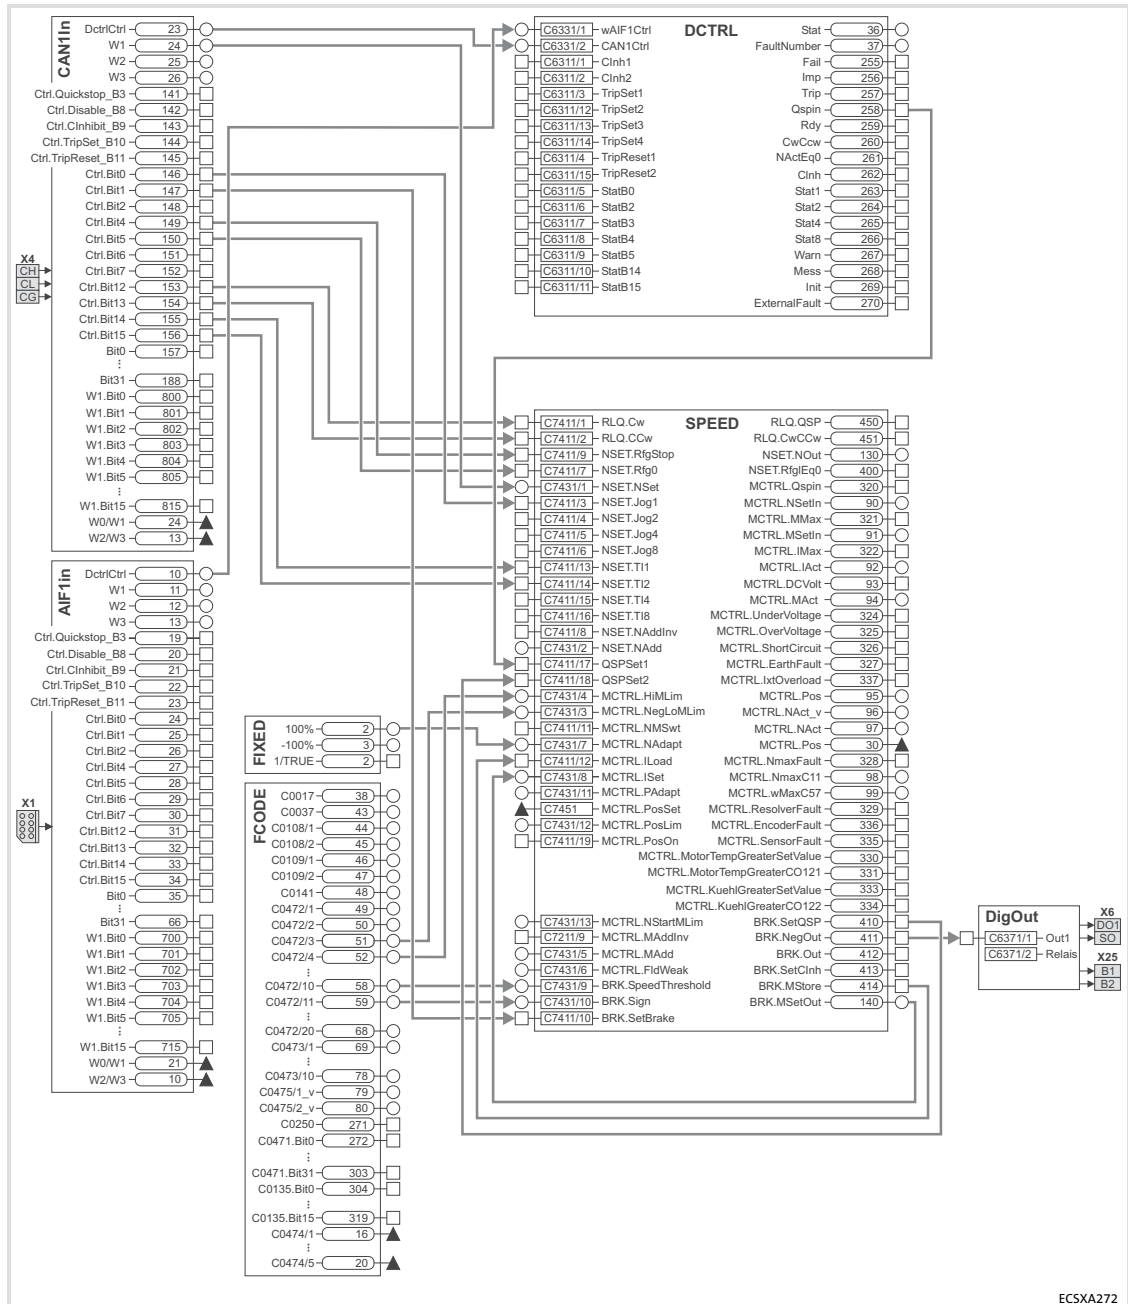 CAN1In
DctrlCtrl 23
W1 24
W2 25
W3 26
Ctrl.Quickstop_B3 141
Ctrl.Disable_B8 142
Ctrl.CInhibit_B9 143
Ctrl.TripSet_B10 144
Ctrl.TripReset_B11 145
Ctrl.Bit0 146
Ctrl.Bit1 147
Ctrl.Bit2 148
Ctrl.Bit4 149
Ctrl.Bit5 150
Ctrl.Bit6 151
Ctrl.Bit7 152
Ctrl.Bit12 153
Ctrl.Bit13 154
Ctrl.Bit14 155
Ctrl.Bit15 156
Bit0 157
⋮
Bit31 188
W1.Bit0 800
W1.Bit1 801
W1.Bit2 802
W1.Bit3 803
W1.Bit4 804
W1.Bit5 805
⋮
W1.Bit15 815
W0/W1 24
W2/W3 13
X4
CH
CL
CG
AIF1in
DctrlCtrl 10
W1 11
W2 12
W3 13
Ctrl.Quickstop_B3 19
Ctrl.Disable_B8 20
Ctrl.CInhibit_B9 21
Ctrl.TripSet_B10 22
Ctrl.TripReset_B11 23
Ctrl.Bit0 24
Ctrl.Bit1 25
Ctrl.Bit2 26
Ctrl.Bit4 27
Ctrl.Bit5 28
Ctrl.Bit6 29
Ctrl.Bit7 30
Ctrl.Bit12 31
Ctrl.Bit13 32
Ctrl.Bit14 33
Ctrl.Bit15 34
Bit0 35
⋮
Bit31 66
W1.Bit0 700
W1.Bit1 701
W1.Bit2 702
W1.Bit3 703
W1.Bit4 704
W1.Bit5 705
⋮
W1.Bit15 715
W0/W1 21
W2/W3 10
X1
FIXED
100% 2
-100% 3
1/TRUE 2
FCODE
C0017 38
C0037 43
C0108/1 44
C0108/2 45
C0109/1 46
C0109/2 47
C0141 48
C0472/1 49
C0472/2 50
C0472/3 51
C0472/4 52
⋮
C0472/10 58
C0472/11 59
⋮
C0472/20 68
C0473/1 69
⋮
C0473/10 78
C0475/1_v 79
C0475/2_v 80
C0250 271
C0471.Bit0 272
⋮
C0471.Bit31 303
C0135.Bit0 304
⋮
C0135.Bit15 319
C0474/1 16
⋮
C0474/5 20
DCTRL
C6331/1 wAIF1Ctrl
C6331/2 CAN1Ctrl
C6311/1 CInh1
C6311/2 CInh2
C6311/3 TripSet1
C6311/12 TripSet2
C6311/13 TripSet3
C6311/14 TripSet4
C6311/4 TripReset1
C6311/15 TripReset2
C6311/5 StatB0
C6311/6 StatB2
C6311/7 StatB3
C6311/8 StatB4
C6311/9 StatB5
C6311/10 StatB14
C6311/11 StatB15
Stat 36
FaultNumber 37
Fail 255
Imp 256
Trip 257
Qspin 258
Rdy 259
CwCcw 260
NActEq0 261
CInh 262
Stat1 263
Stat2 264
Stat4 265
Stat8 266
Warn 267
Mess 268
Init 269
ExternalFault 270
SPEED
C7411/1 RLQ.Cw
C7411/2 RLQ.CCw
C7411/9 NSET.RfgStop
C7411/7 NSET.Rfg0
C7431/1 NSET.NSet
C7411/3 NSET.Jog1
C7411/4 NSET.Jog2
C7411/5 NSET.Jog4
C7411/6 NSET.Jog8
C7411/13 NSET.TI1
C7411/14 NSET.TI2
C7411/15 NSET.TI4
C7411/16 NSET.TI8
C7411/8 NSET.NAddInv
C7431/2 NSET.NAdd
C7411/17 QSPSet1
C7411/18 QSPSet2
C7431/4 MCTRL.HiMLim
C7431/3 MCTRL.NegLoMLim
C7411/11 MCTRL.NMSwt
C7431/7 MCTRL.NAdapt
C7411/12 MCTRL.ILoad
C7431/8 MCTRL.ISet
C7431/11 MCTRL.PAdapt
C7451 MCTRL.PosSet
C7431/12 MCTRL.PosLim
C7411/19 MCTRL.PosOn
C7431/13 MCTRL.NStartMLim
C7211/9 MCTRL.MAddInv
C7431/5 MCTRL.MAdd
C7431/6 MCTRL.FldWeak
C7431/9 BRK.SpeedThreshold
C7431/10 BRK.Sign
C7411/10 BRK.SetBrake
RLQ.QSP 450
RLQ.CwCCw 451
NSET.NOut 130
NSET.RfgIEq0 400
MCTRL.Qspin 320
MCTRL.NSetIn 90
MCTRL.MMax 321
MCTRL.MSetIn 91
MCTRL.IMax 322
MCTRL.IAct 92
MCTRL.DCVolt 93
MCTRL.MAct 94
MCTRL.UnderVoltage 324
MCTRL.OverVoltage 325
MCTRL.ShortCircuit 326
MCTRL.EarthFault 327
MCTRL.IxtOverload 337
MCTRL.Pos 95
MCTRL.NAct_v 96
MCTRL.NAct 97
MCTRL.Pos 30
MCTRL.NmaxFault 328
MCTRL.NmaxC11 98
MCTRL.wMaxC57 99
MCTRL.ResolverFault 329
MCTRL.EncoderFault 336
MCTRL.SensorFault 335
MCTRL.MotorTempGreaterSetValue 330
MCTRL.MotorTempGreaterCO121 331
MCTRL.KuehlGreaterSetValue 333
MCTRL.KuehlGreaterCO122 334
BRK.SetQSP 410
BRK.NegOut 411
BRK.Out 412
BRK.SetCInh 413
BRK.MStore 414
BRK.MSetOut 140
DigOut
C6371/1 Out1
C6371/2 Relais
X6
DO1
SO
X25
B1
B2
ECSXA272